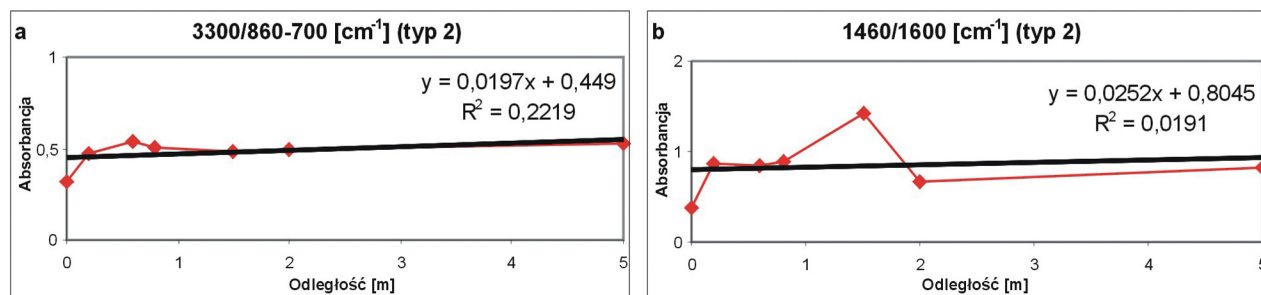 a
3300/860-700 [cm⁻¹] (typ 2)
1
y = 0,0197x + 0,449
R² = 0,2219
Absorbancja
0,5
0
0 1 2 3 4 5
Odległość [m]
b
1460/1600 [cm⁻¹] (typ 2)
2
y = 0,0252x + 0,8045
R² = 0,0191
Absorbancja
1
0
0 1 2 3 4 5
Odległość [m]